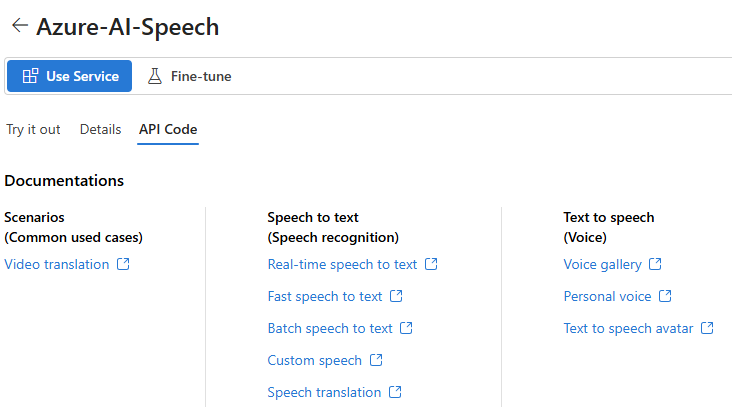 Azure-AI-Speech
Use Service
Fine-tune
Try it out
Details
API Code
Documentations
Scenarios
(Common used cases)
Video translation
Speech to text
(Speech recognition)
Real-time speech to text
Fast speech to text
Batch speech to text
Custom speech
Speech translation
Text to speech
(Voice)
Voice gallery
Personal voice
Text to speech avatar